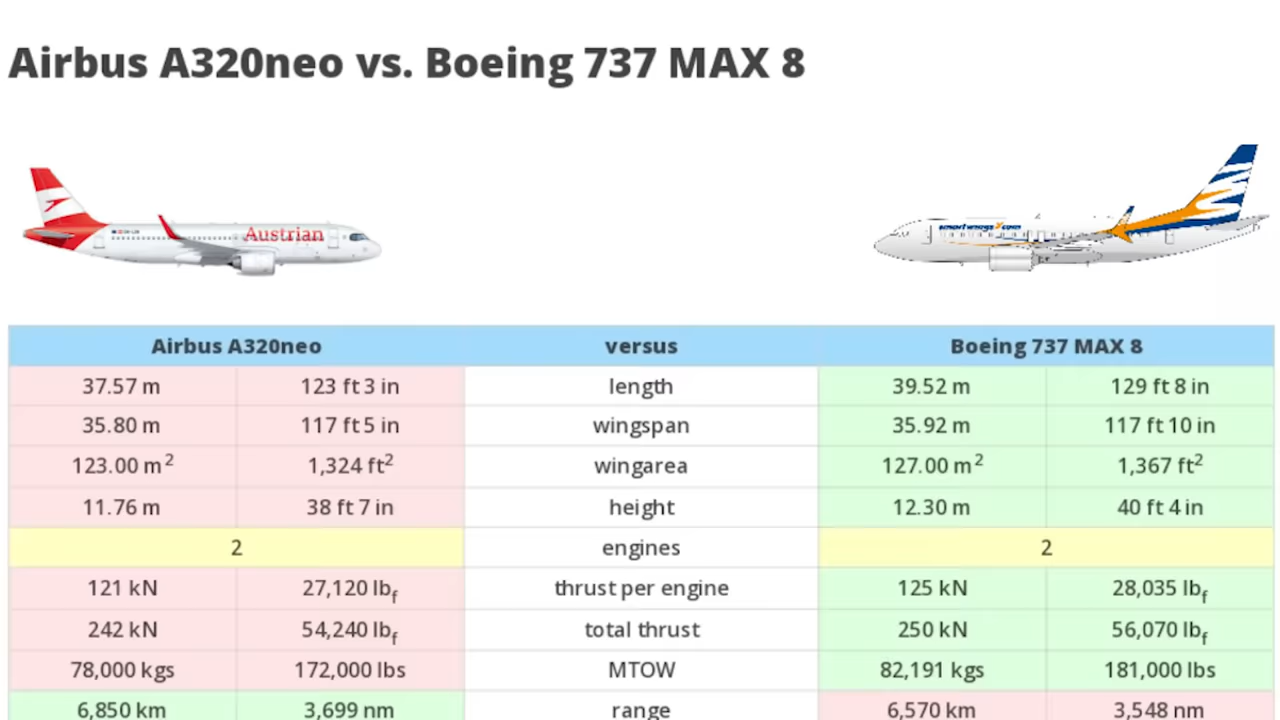 Airbus A320neo vs. Boeing 737 MAX 8
Austrian
smartwings.com
Airbus A320neo versus Boeing 737 MAX 8
37.57 m 123 ft 3 in length 39.52 m 129 ft 8 in
35.80 m 117 ft 5 in wingspan 35.92 m 117 ft 10 in
123.00 m² 1,324 ft² wingarea 127.00 m² 1,367 ft²
11.76 m 38 ft 7 in height 12.30 m 40 ft 4 in
2 engines 2
121 kN 27,120 lbf thrust per engine 125 kN 28,035 lbf
242 kN 54,240 lbf total thrust 250 kN 56,070 lbf
78,000 kgs 172,000 lbs MTOW 82,191 kgs 181,000 lbs
6,850 km 3,699 nm range 6,570 km 3,548 nm